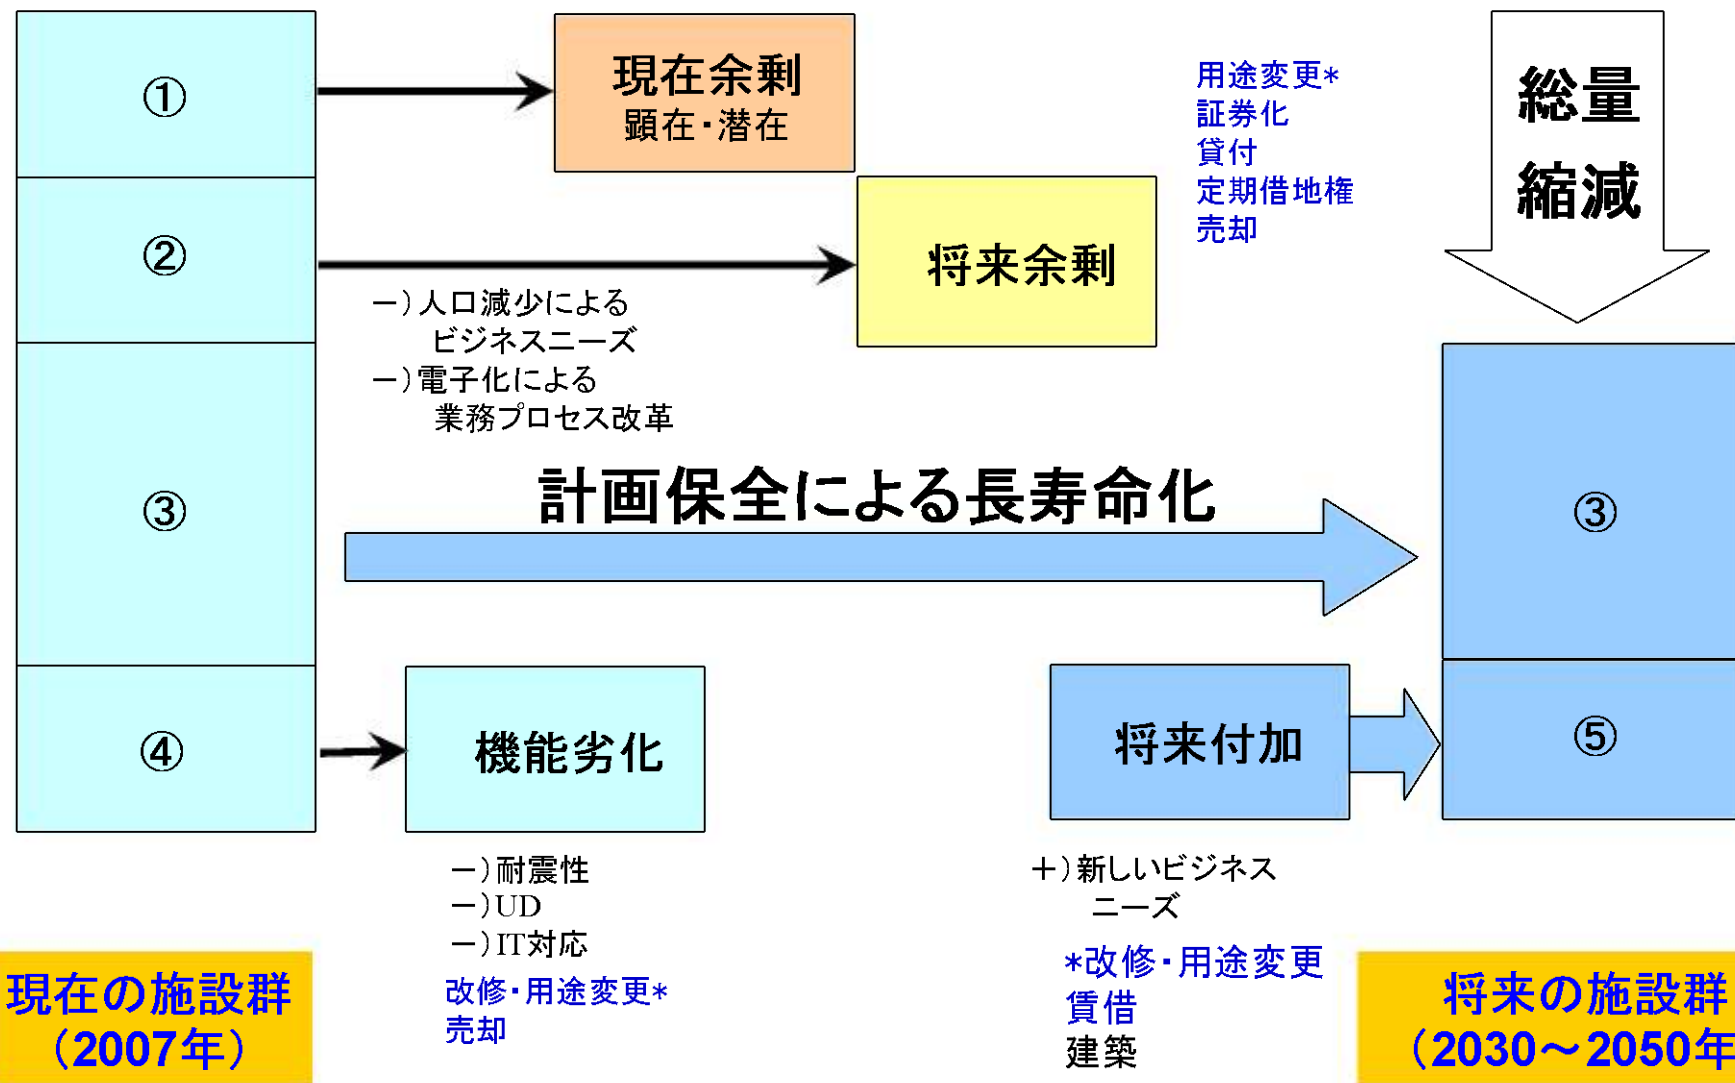 ①
現在余剰
顕在・潜在
用途変更*
証券化
貸付
定期借地権
売却
総量
縮減
②
将来余剰
－）人口減少による
ビジネスニーズ
－）電子化による
業務プロセス改革
計画保全による長寿命化
③
③
④
機能劣化
将来付加
⑤
－）耐震性
－）UD
－）IT対応
改修・用途変更*
売却
＋）新しいビジネス
ニーズ
*改修・用途変更
賃借
建築
現在の施設群
（2007年）
将来の施設群
（2030～2050年